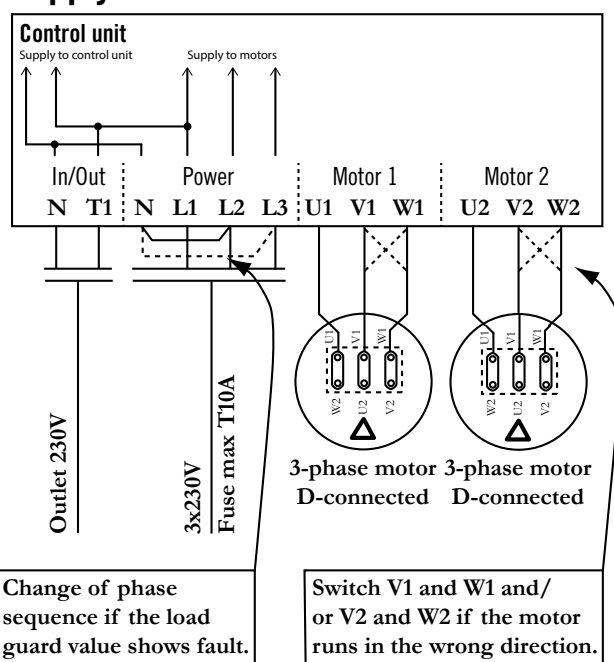 Control unit
Supply to control unit
Supply to motors
In/Out Power Motor 1 Motor 2
N T1 N L1 L2 L3 U1 V1 W1 U2 V2 W2
U1 V1 W1 U1 V1 W1
W2 U2 V2 W2 U2 V2
Outlet 230V
3x230V
Fuse max T10A
3-phase motor 3-phase motor
D-connected D-connected
Change of phase
sequence if the load
guard value shows fault.
Switch V1 and W1 and/
or V2 and W2 if the motor
runs in the wrong direction.